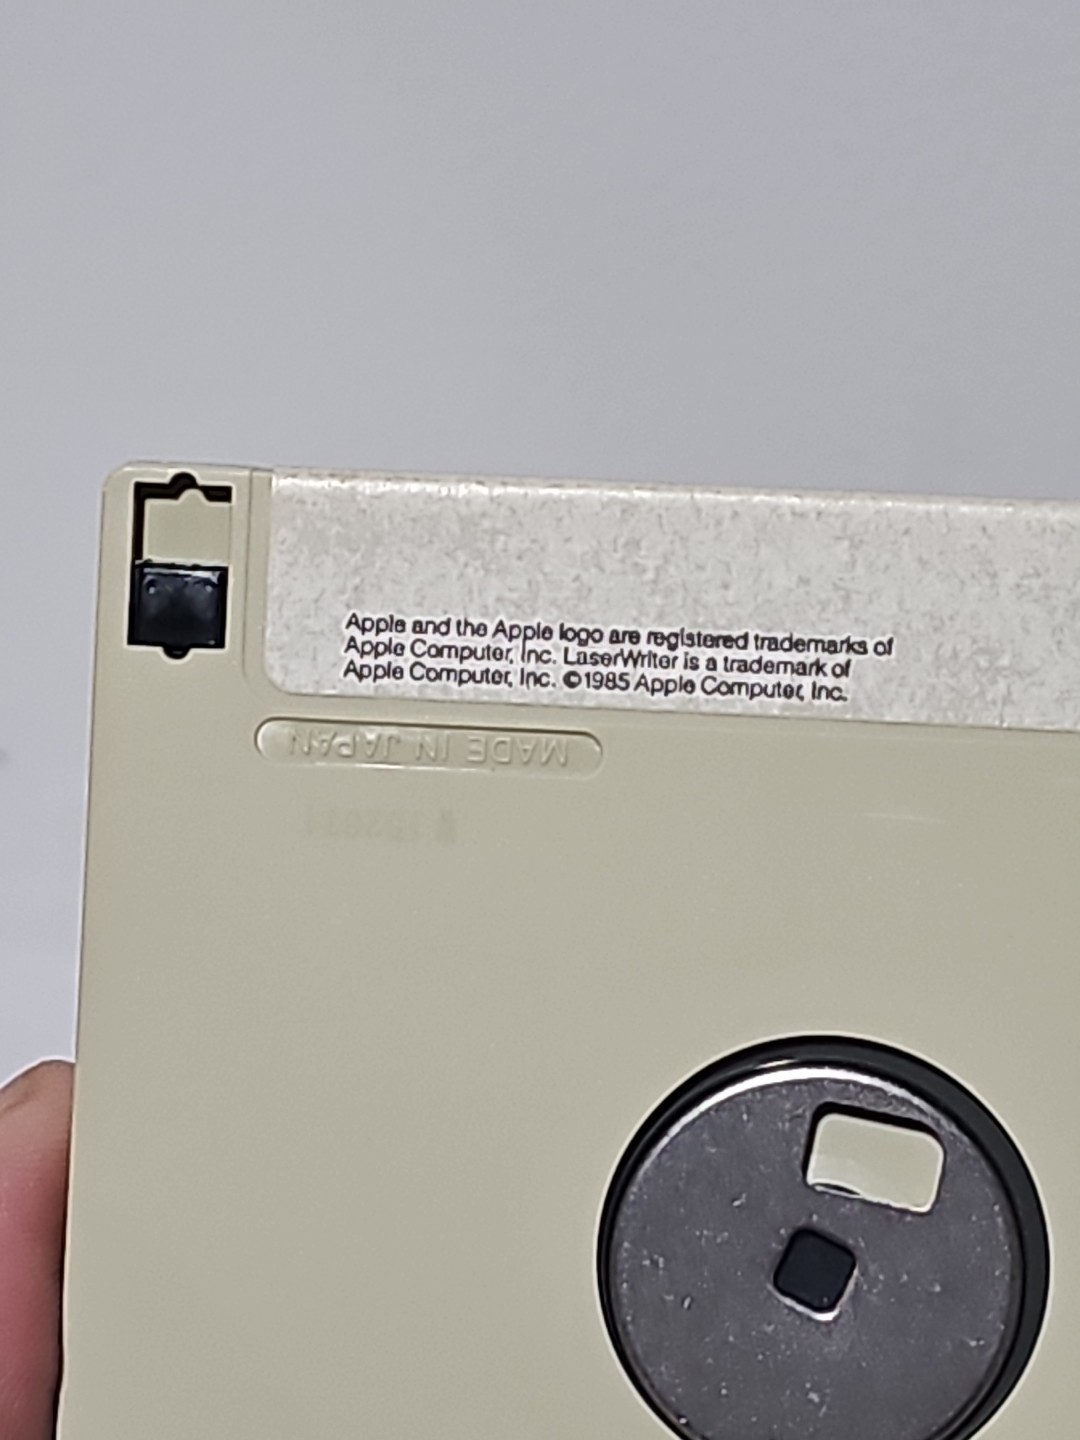 Apple and the Apple logo are registered trademarks of
Apple Computer, Inc. LaserWriter is a trademark of
Apple Computer, Inc. ©1985 Apple Computer, Inc.
MADE IN JAPAN